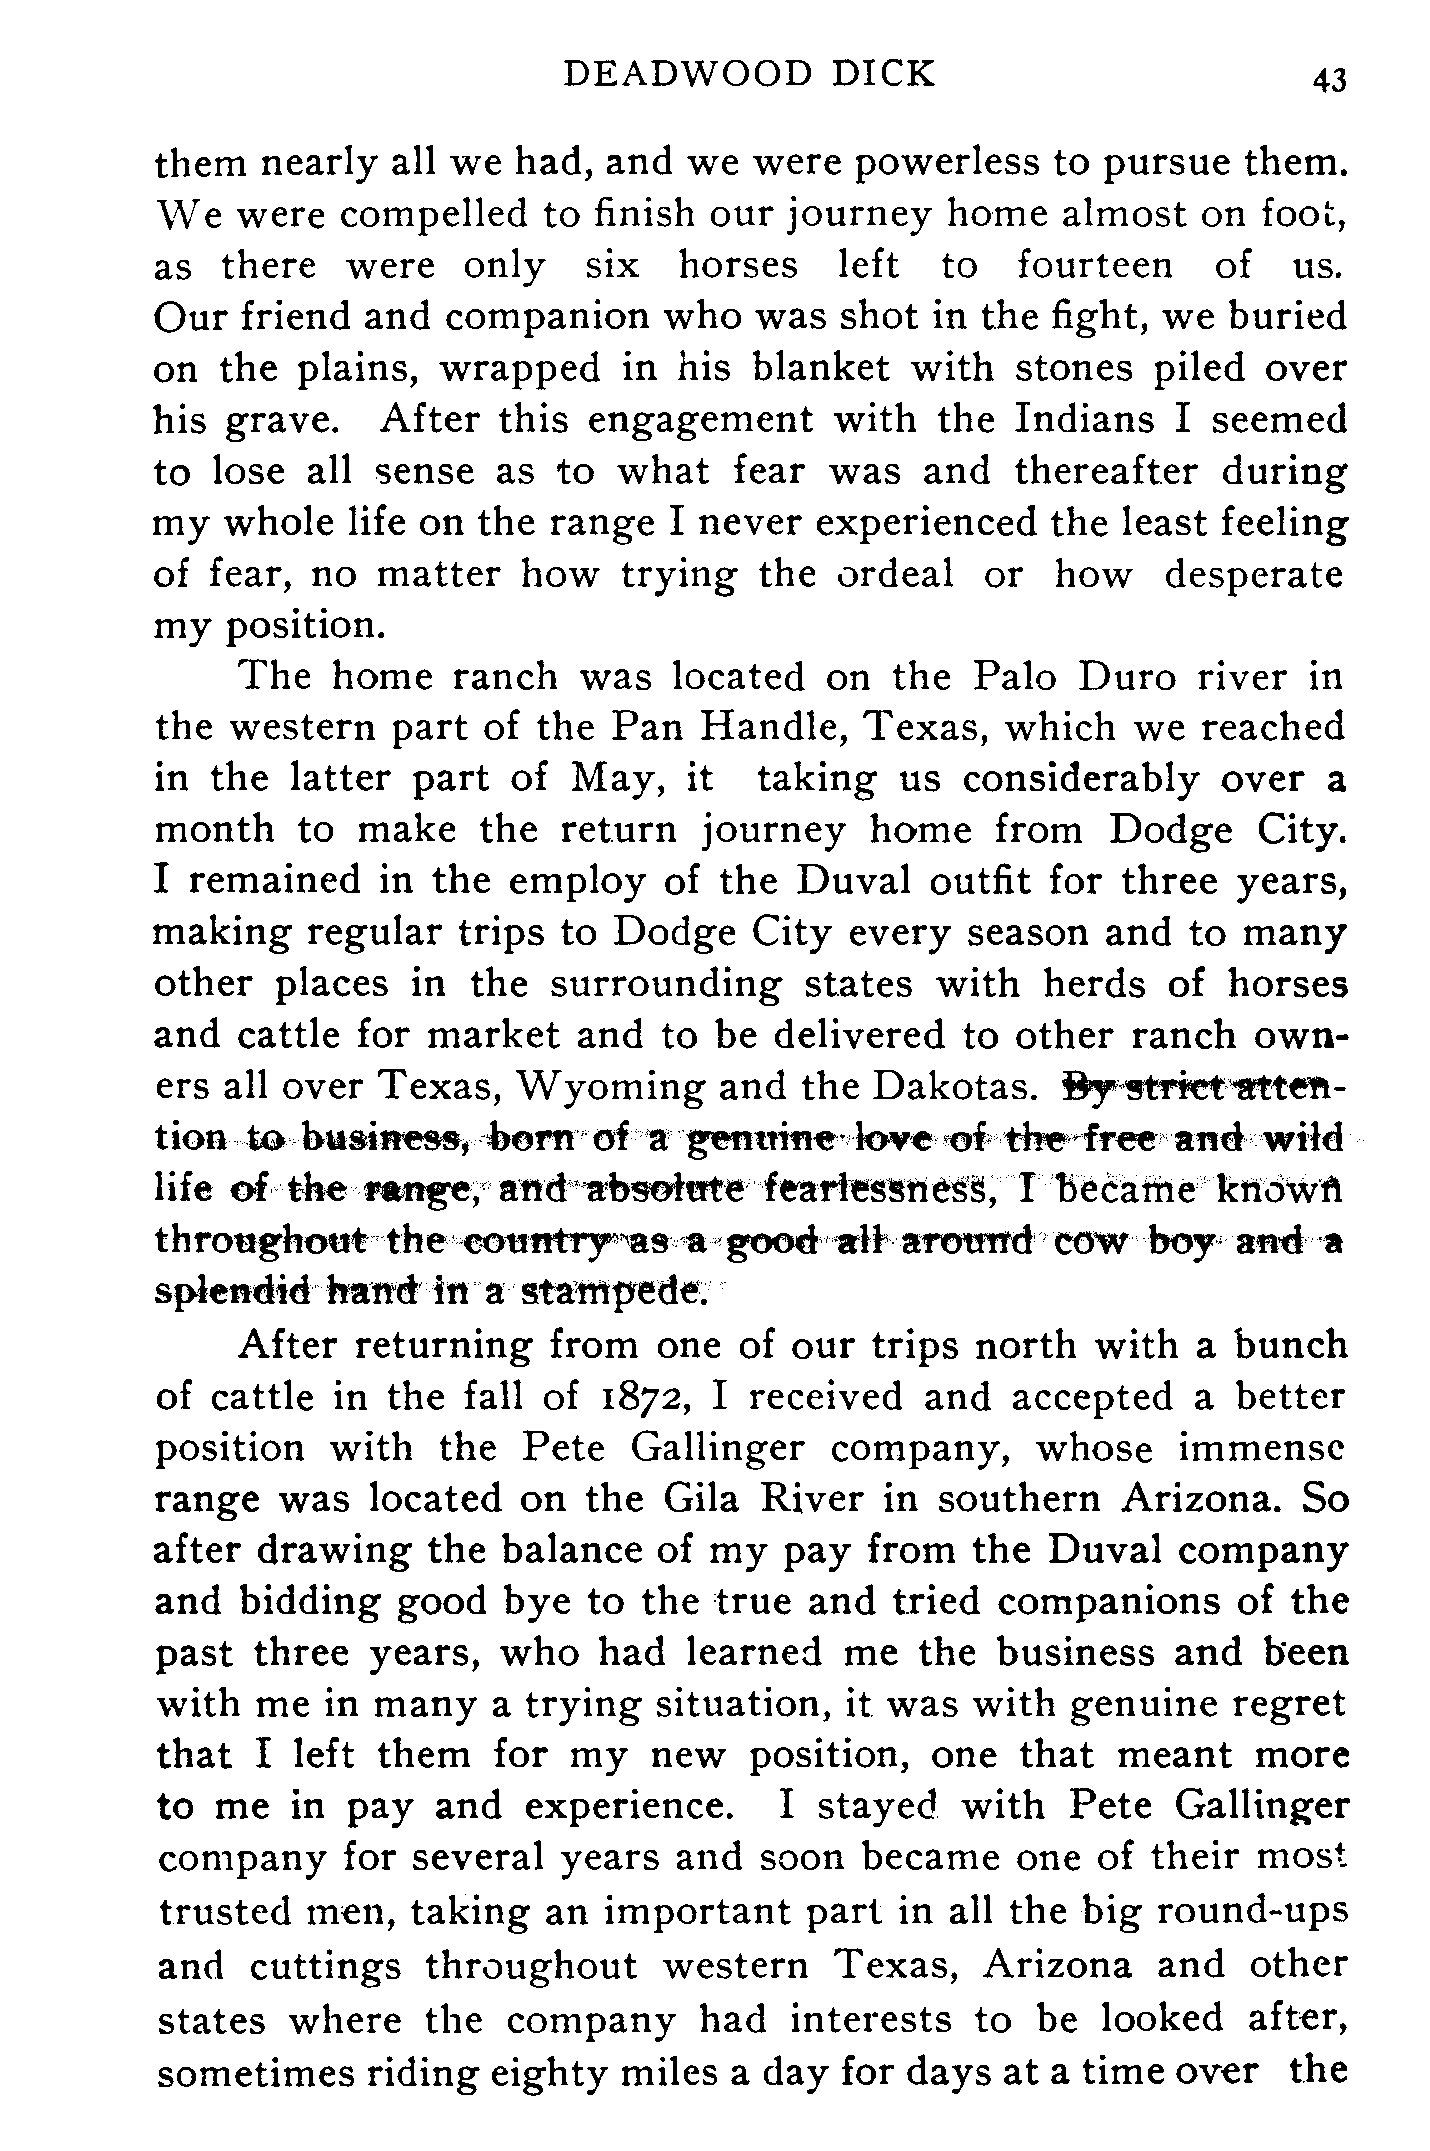 DEADWOOD DICK 43
them nearly all we had, and we were powerless to pursue them.
We were compelled to finish our journey home almost on foot,
as there were only six horses left to fourteen of us.
Our friend and companion who was shot in the fight, we buried
on the plains, wrapped in his blanket with stones piled over
his grave. After this engagement with the Indians I seemed
to lose all sense as to what fear was and thereafter during
my whole life on the range I never experienced the least feeling
of fear, no matter how trying the ordeal or how desperate
my position.
The home ranch was located on the Palo Duro river in
the western part of the Pan Handle, Texas, which we reached
in the latter part of May, it taking us considerably over a
month to make the return journey home from Dodge City.
I remained in the employ of the Duval outfit for three years,
making regular trips to Dodge City every season and to many
other places in the surrounding states with herds of horses
and cattle for market and to be delivered to other ranch own-
ers all over Texas, Wyoming and the Dakotas. By strict atten-
tion to business, born of a genuine love of the free and wild
life of the range, and absolute fearlessness, I became known
throughout the country as a good all around cow boy and a
splendid hand in a stampede.
After returning from one of our trips north with a bunch
of cattle in the fall of 1872, I received and accepted a better
position with the Pete Gallinger company, whose immense
range was located on the Gila River in southern Arizona. So
after drawing the balance of my pay from the Duval company
and bidding good bye to the true and tried companions of the
past three years, who had learned me the business and been
with me in many a trying situation, it was with genuine regret
that I left them for my new position, one that meant more
to me in pay and experience. I stayed with Pete Gallinger
company for several years and soon became one of their most
trusted men, taking an important part in all the big round-ups
and cuttings throughout western Texas, Arizona and other
states where the company had interests to be looked after,
sometimes riding eighty miles a day for days at a time over the